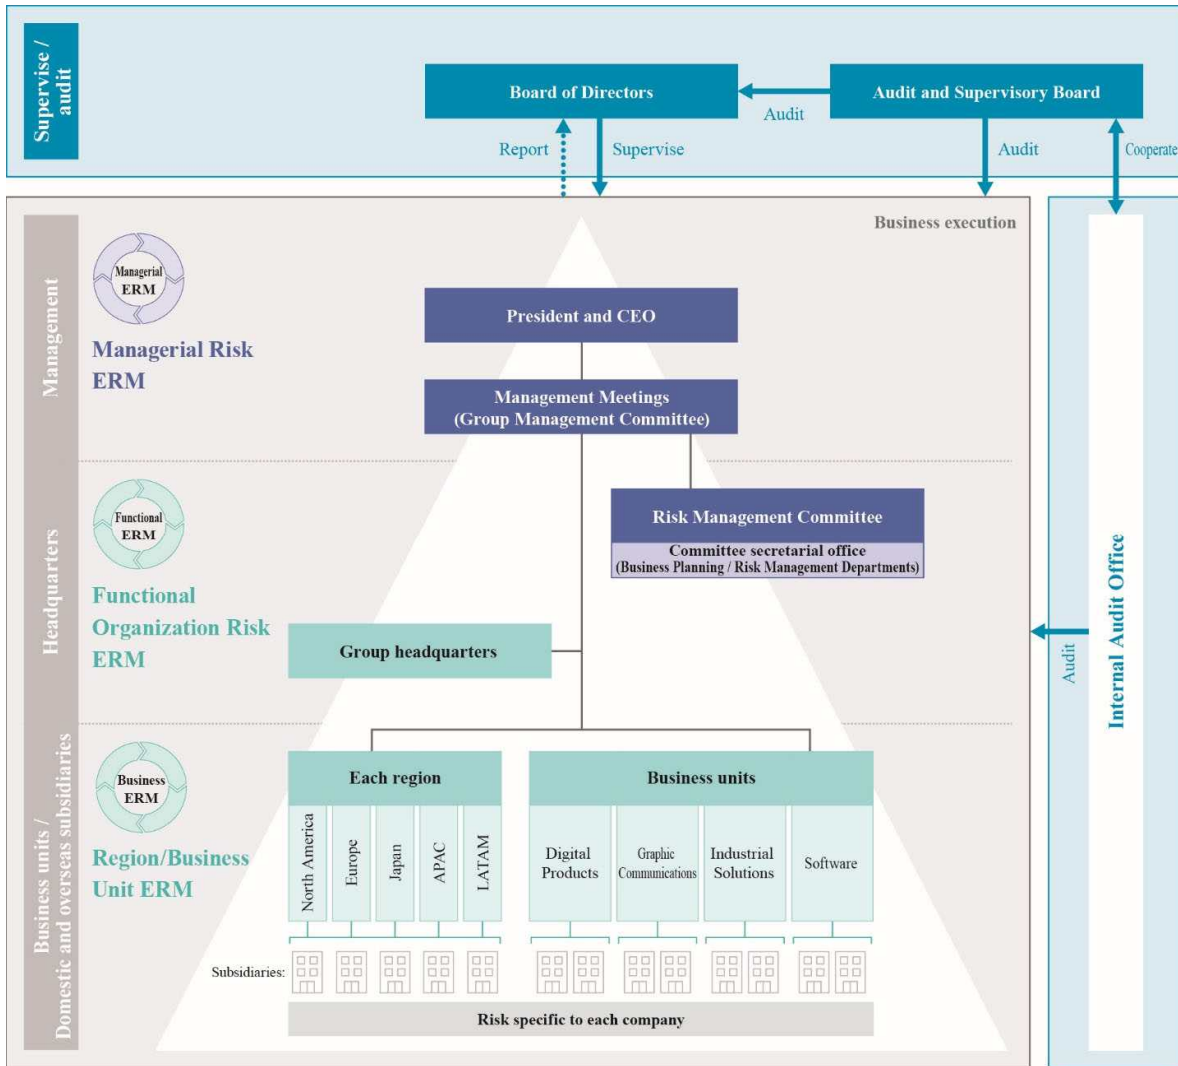 Supervise /
audit
Board of Directors
Audit and Supervisory Board
Audit
Report
Supervise
Audit
Cooperate
Business execution
Management
Managerial
ERM
Managerial Risk
ERM
President and CEO
Management Meetings
(Group Management Committee)
Headquarters
Functional
ERM
Functional
Organization Risk
ERM
Risk Management Committee
Committee secretarial office
(Business Planning / Risk Management Departments)
Group headquarters
Audit
Internal Audit Office
Business units /
Domestic and overseas subsidiaries
Business
ERM
Region/Business
Unit ERM
Each region
North America
Europe
Japan
APAC
LATAM
Business units
Digital
Products
Graphic
Communications
Industrial
Solutions
Software
Subsidiaries:
Risk specific to each company